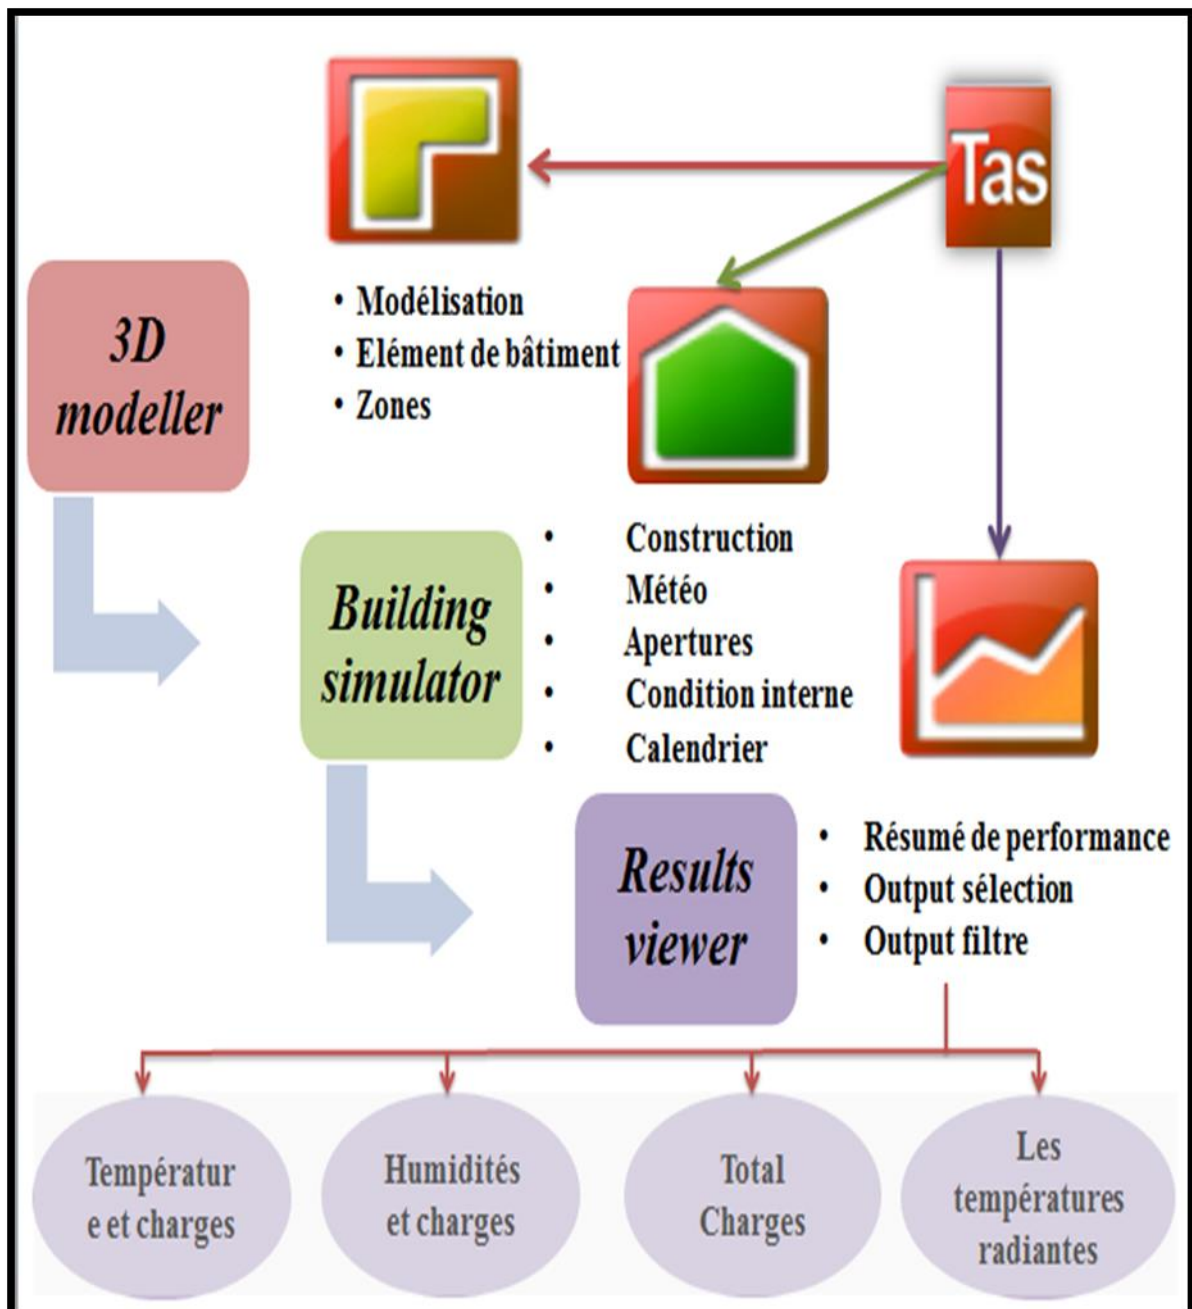 Tas
3D
modeller
• Modélisation
• Elément de bâtiment
• Zones
Building
simulator
• Construction
• Météo
• Apertures
• Condition interne
• Calendrier
Results
viewer
• Résumé de performance
• Output sélection
• Output filtre
Températur
e et charges
Humidités
et charges
Total
Charges
Les
températures
radiantes